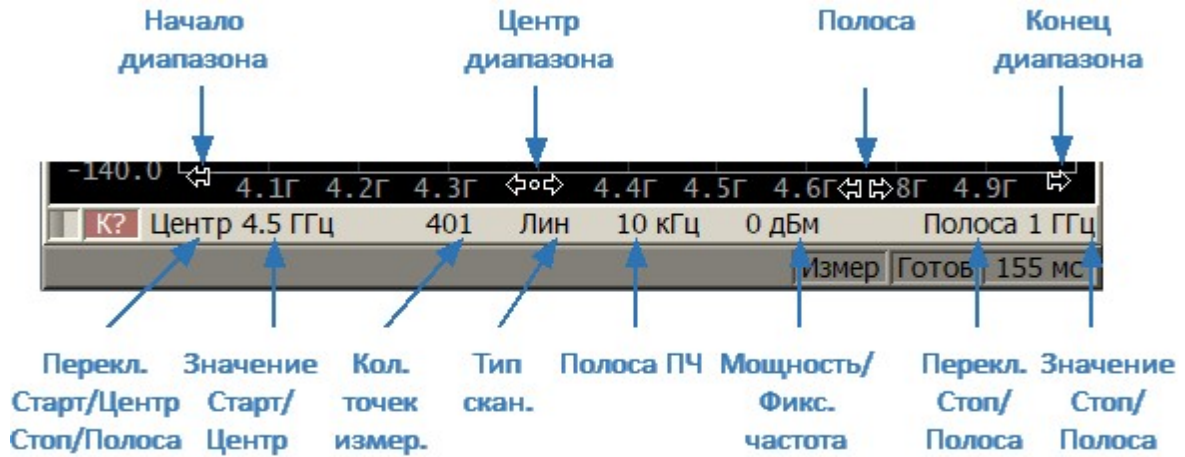 Начало диапазона
Центр диапазона
Полоса
Конец диапазона
-140.0 4.1г 4.2г 4.3г 4.4г 4.5г 4.6г 8г 4.9г
К? Центр 4.5 ГГц 401 Лин 10 кГц 0 дБм Полоса 1 ГГц
Измер Готов 155 мс
Перекл. Старт/Центр Стоп/Полоса
Значение Старт/ Центр
Кол. точек измер.
Тип скан.
Полоса ПЧ
Мощность/ Фикс. частота
Перекл. Стоп/ Полоса
Значение Стоп/ Полоса